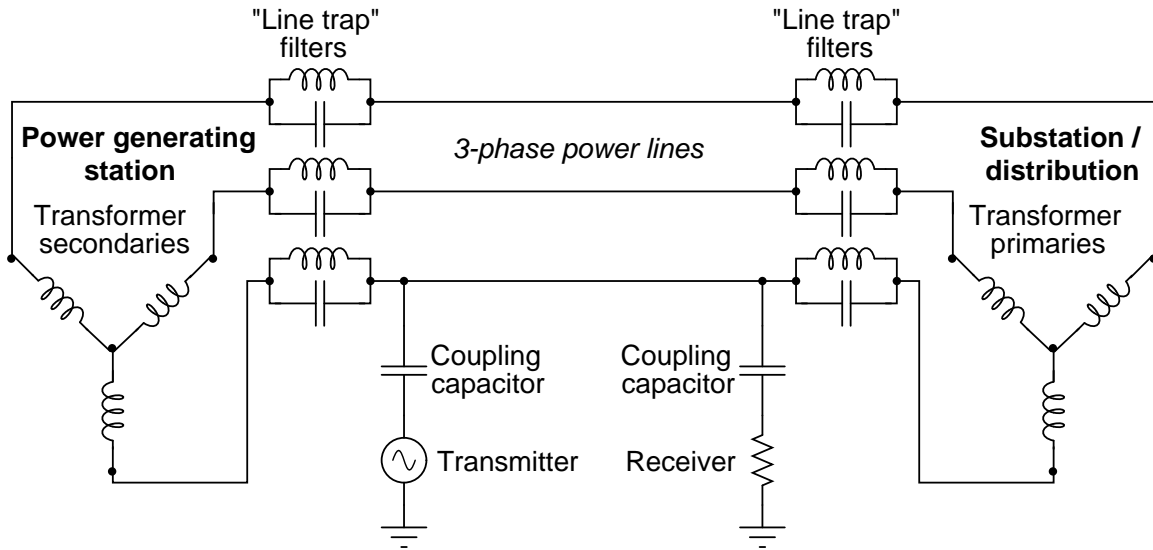 "Line trap"
filters
"Line trap"
filters
Power generating
station
3-phase power lines
Substation /
distribution
Transformer
secondaries
Transformer
primaries
Coupling
capacitor
Coupling
capacitor
Transmitter
Receiver